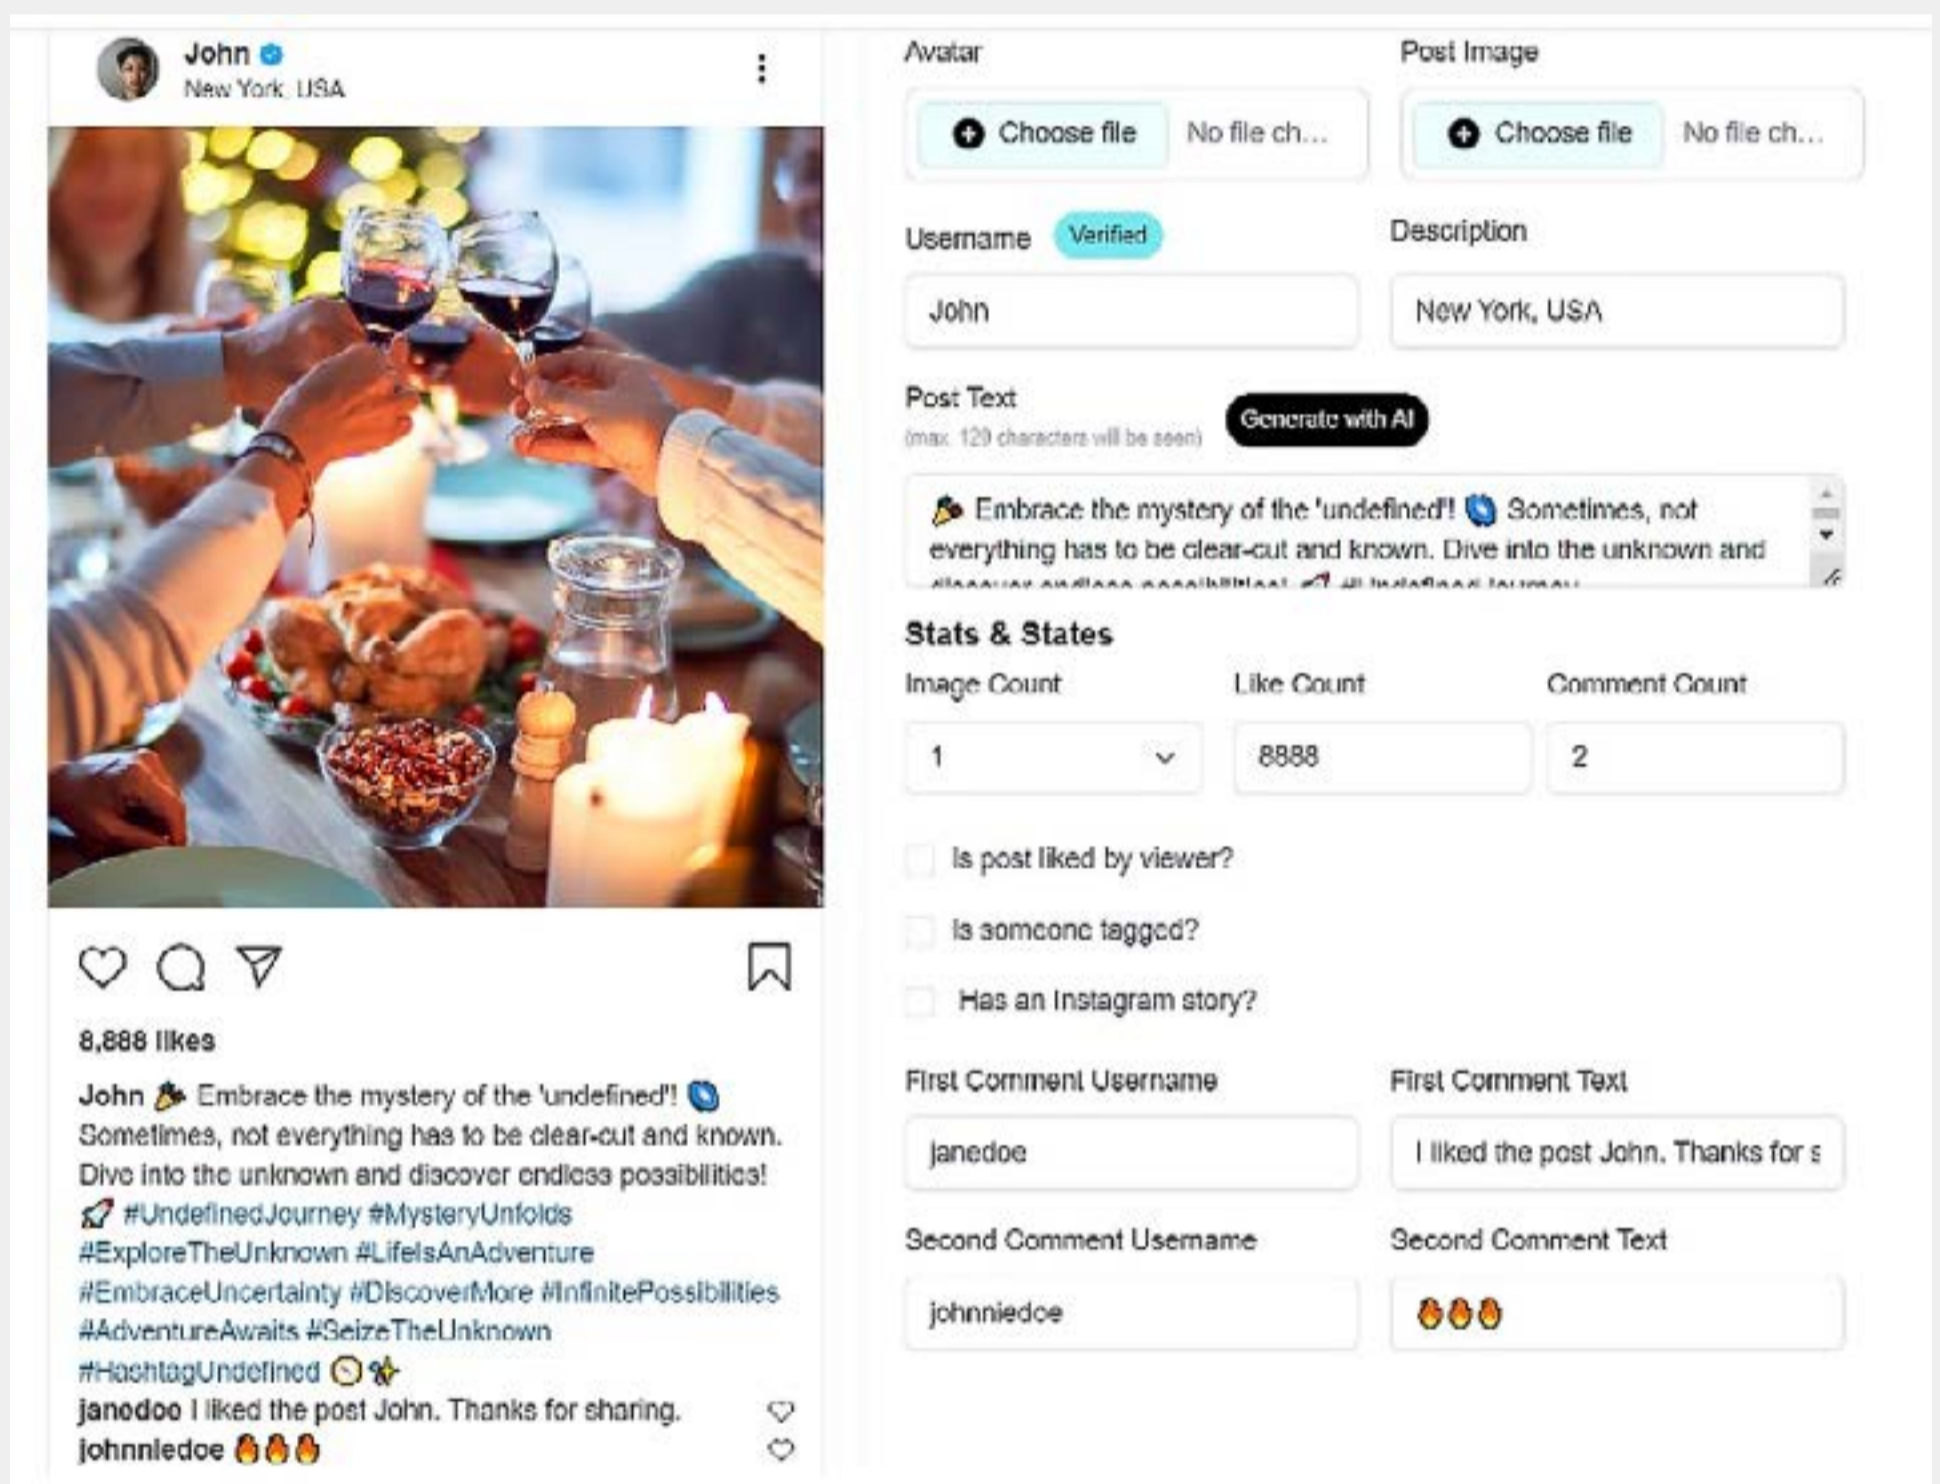 John
New York, USA
8,888 likes
John 🎉 Embrace the mystery of the 'undefined'! 🌀
Sometimes, not everything has to be clear-cut and known.
Dive into the unknown and discover endless possibilities!
🚀 #UndefinedJourney #MysteryUnfolds
#ExploreTheUnknown #LifeIsAnAdventure
#EmbraceUncertainty #DiscoverMore #InfinitePossibilities
#AdventureAwaits #SeizeTheUnknown
#HashtagUndefined 🧭✨
janedoe I liked the post John. Thanks for sharing.
johnniedoe 🔥🔥🔥
Avatar
Post Image
Choose file No file ch...
Choose file No file ch...
Username Verified
Description
John
New York, USA
Post Text
(max. 120 characters will be seen)
Generate with AI
🎉 Embrace the mystery of the 'undefined'! 🌀 Sometimes, not
everything has to be clear-cut and known. Dive into the unknown and
discover endless possibilities! 🚀 #UndefinedJourney
Stats & States
Image Count
Like Count
Comment Count
1
8888
2
Is post liked by viewer?
Is someone tagged?
Has an Instagram story?
First Comment Username
First Comment Text
janedoe
I liked the post John. Thanks for s
Second Comment Username
Second Comment Text
johnniedoe
🔥🔥🔥